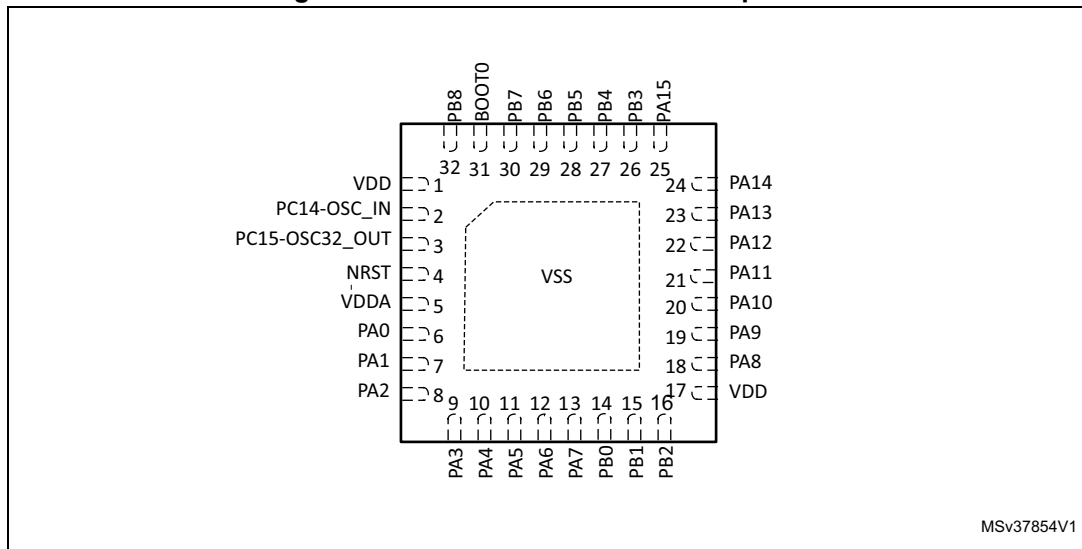 PB8 BOOT0 PB7 PB6 PB5 PB4 PB3 PA15
32 31 30 29 28 27 26 25
VDD 1 24 PA14
PC14-OSC_IN 2 23 PA13
PC15-OSC32_OUT 3 22 PA12
NRST 4 VSS 21 PA11
VDDA 5 20 PA10
PA0 6 19 PA9
PA1 7 18 PA8
PA2 8 17 VDD
9 10 11 12 13 14 15 16
PA3 PA4 PA5 PA6 PA7 PB0 PB1 PB2
MSv37854V1